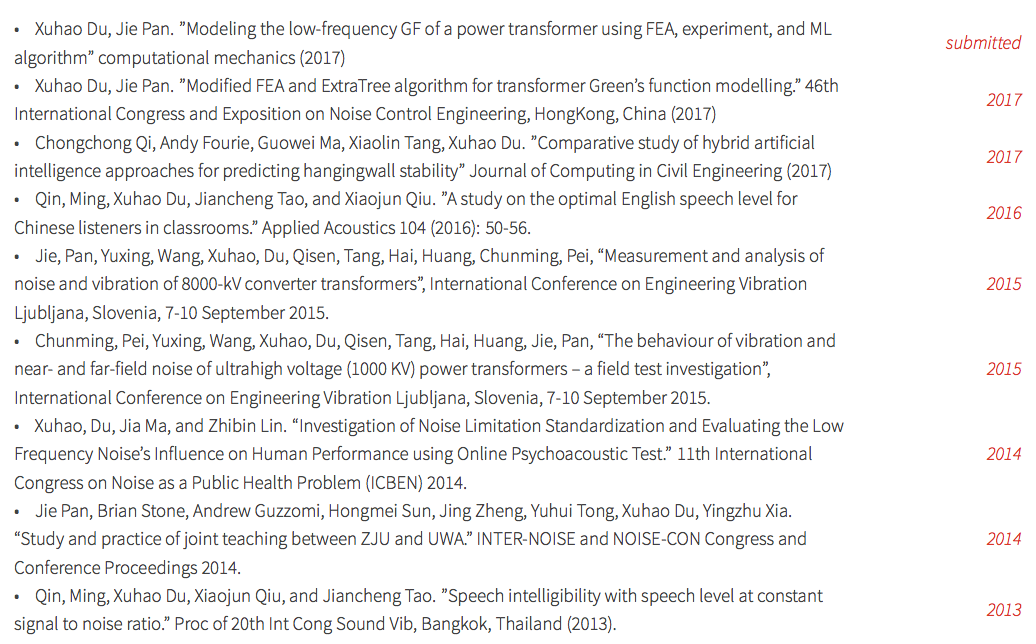 • Xuhao Du, Jie Pan. ”Modeling the low-frequency GF of a power transformer using FEA, experiment, and ML
algorithm” computational mechanics (2017)
submitted
• Xuhao Du, Jie Pan. ”Modified FEA and ExtraTree algorithm for transformer Green’s function modelling.” 46th
International Congress and Exposition on Noise Control Engineering, HongKong, China (2017)
2017
• Chongchong Qi, Andy Fourie, Guowei Ma, Xiaolin Tang, Xuhao Du. ”Comparative study of hybrid artificial
intelligence approaches for predicting hangingwall stability” Journal of Computing in Civil Engineering (2017)
2017
• Qin, Ming, Xuhao Du, Jiancheng Tao, and Xiaojun Qiu. ”A study on the optimal English speech level for
Chinese listeners in classrooms.” Applied Acoustics 104 (2016): 50-56.
2016
• Jie, Pan, Yuxing, Wang, Xuhao, Du, Qisen, Tang, Hai, Huang, Chunming, Pei, “Measurement and analysis of
noise and vibration of 8000-kV converter transformers”, International Conference on Engineering Vibration
Ljubljana, Slovenia, 7-10 September 2015.
2015
• Chunming, Pei, Yuxing, Wang, Xuhao, Du, Qisen, Tang, Hai, Huang, Jie, Pan, “The behaviour of vibration and
near- and far-field noise of ultrahigh voltage (1000 KV) power transformers – a field test investigation”,
International Conference on Engineering Vibration Ljubljana, Slovenia, 7-10 September 2015.
2015
• Xuhao, Du, Jia Ma, and Zhibin Lin. “Investigation of Noise Limitation Standardization and Evaluating the Low
Frequency Noise’s Influence on Human Performance using Online Psychoacoustic Test.” 11th International
Congress on Noise as a Public Health Problem (ICBEN) 2014.
2014
• Jie Pan, Brian Stone, Andrew Guzzomi, Hongmei Sun, Jing Zheng, Yuhui Tong, Xuhao Du, Yingzhu Xia.
“Study and practice of joint teaching between ZJU and UWA.” INTER-NOISE and NOISE-CON Congress and
Conference Proceedings 2014.
2014
• Qin, Ming, Xuhao Du, Xiaojun Qiu, and Jiancheng Tao. ”Speech intelligibility with speech level at constant
signal to noise ratio.” Proc of 20th Int Cong Sound Vib, Bangkok, Thailand (2013).
2013